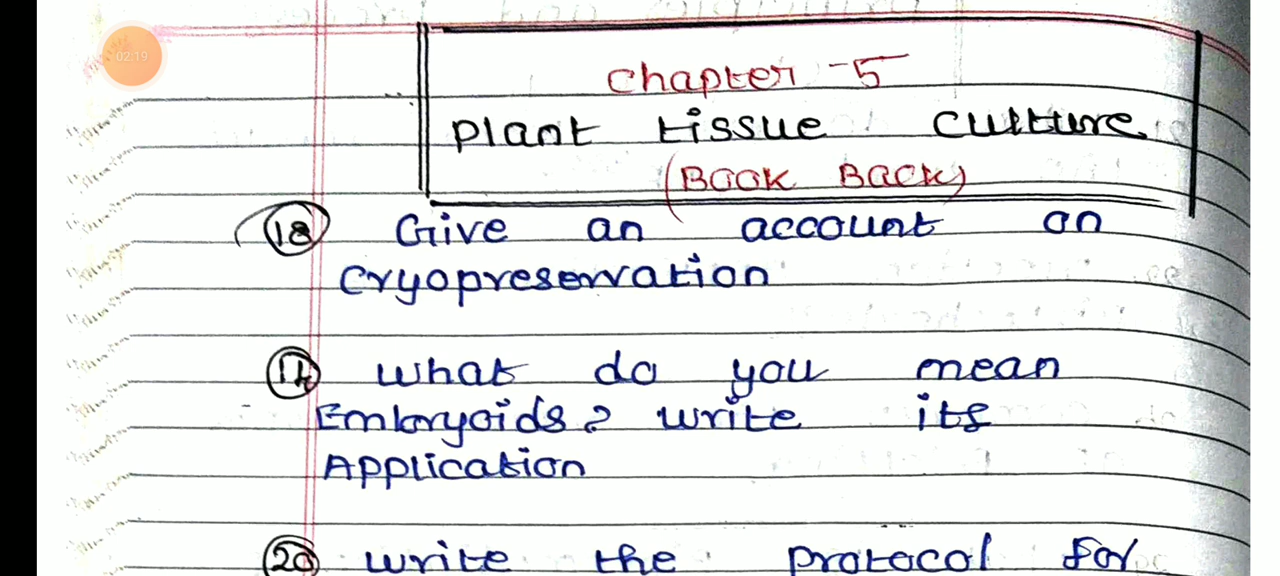 02:19
Chapter - 5
Plant tissue culture
(Book Back)
18 Give an account on
Cryopreservation
What do you mean
Embryoids? write its
Application
20 write the protocol for